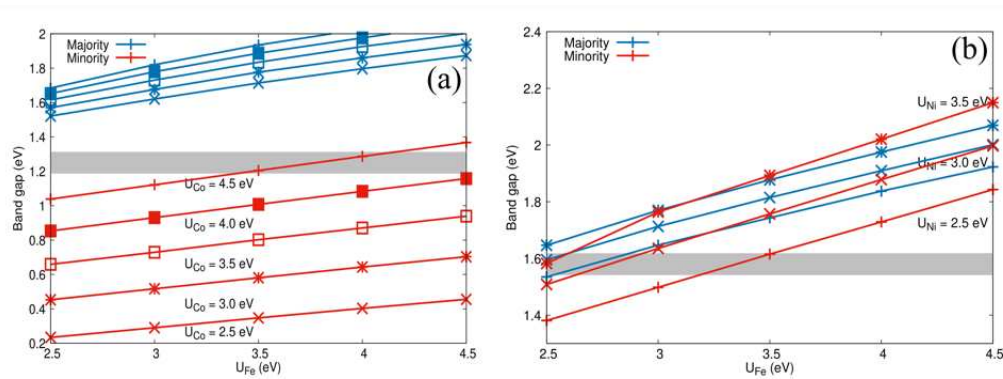 Majority
Minority
(a)
Band gap (eV)
2
1.8
1.6
1.4
1.2
1
0.8
0.6
0.4
0.2
U_Co = 4.5 eV
U_Co = 4.0 eV
U_Co = 3.5 eV
U_Co = 3.0 eV
U_Co = 2.5 eV
2.5 3 3.5 4 4.5
U_Fe (eV)
Majority
Minority
(b)
Band gap (eV)
2.4
2.2
2
1.8
1.6
1.4
U_Ni = 3.5 eV
U_Ni = 3.0 eV
U_Ni = 2.5 eV
2.5 3 3.5 4 4.5
U_Fe (eV)